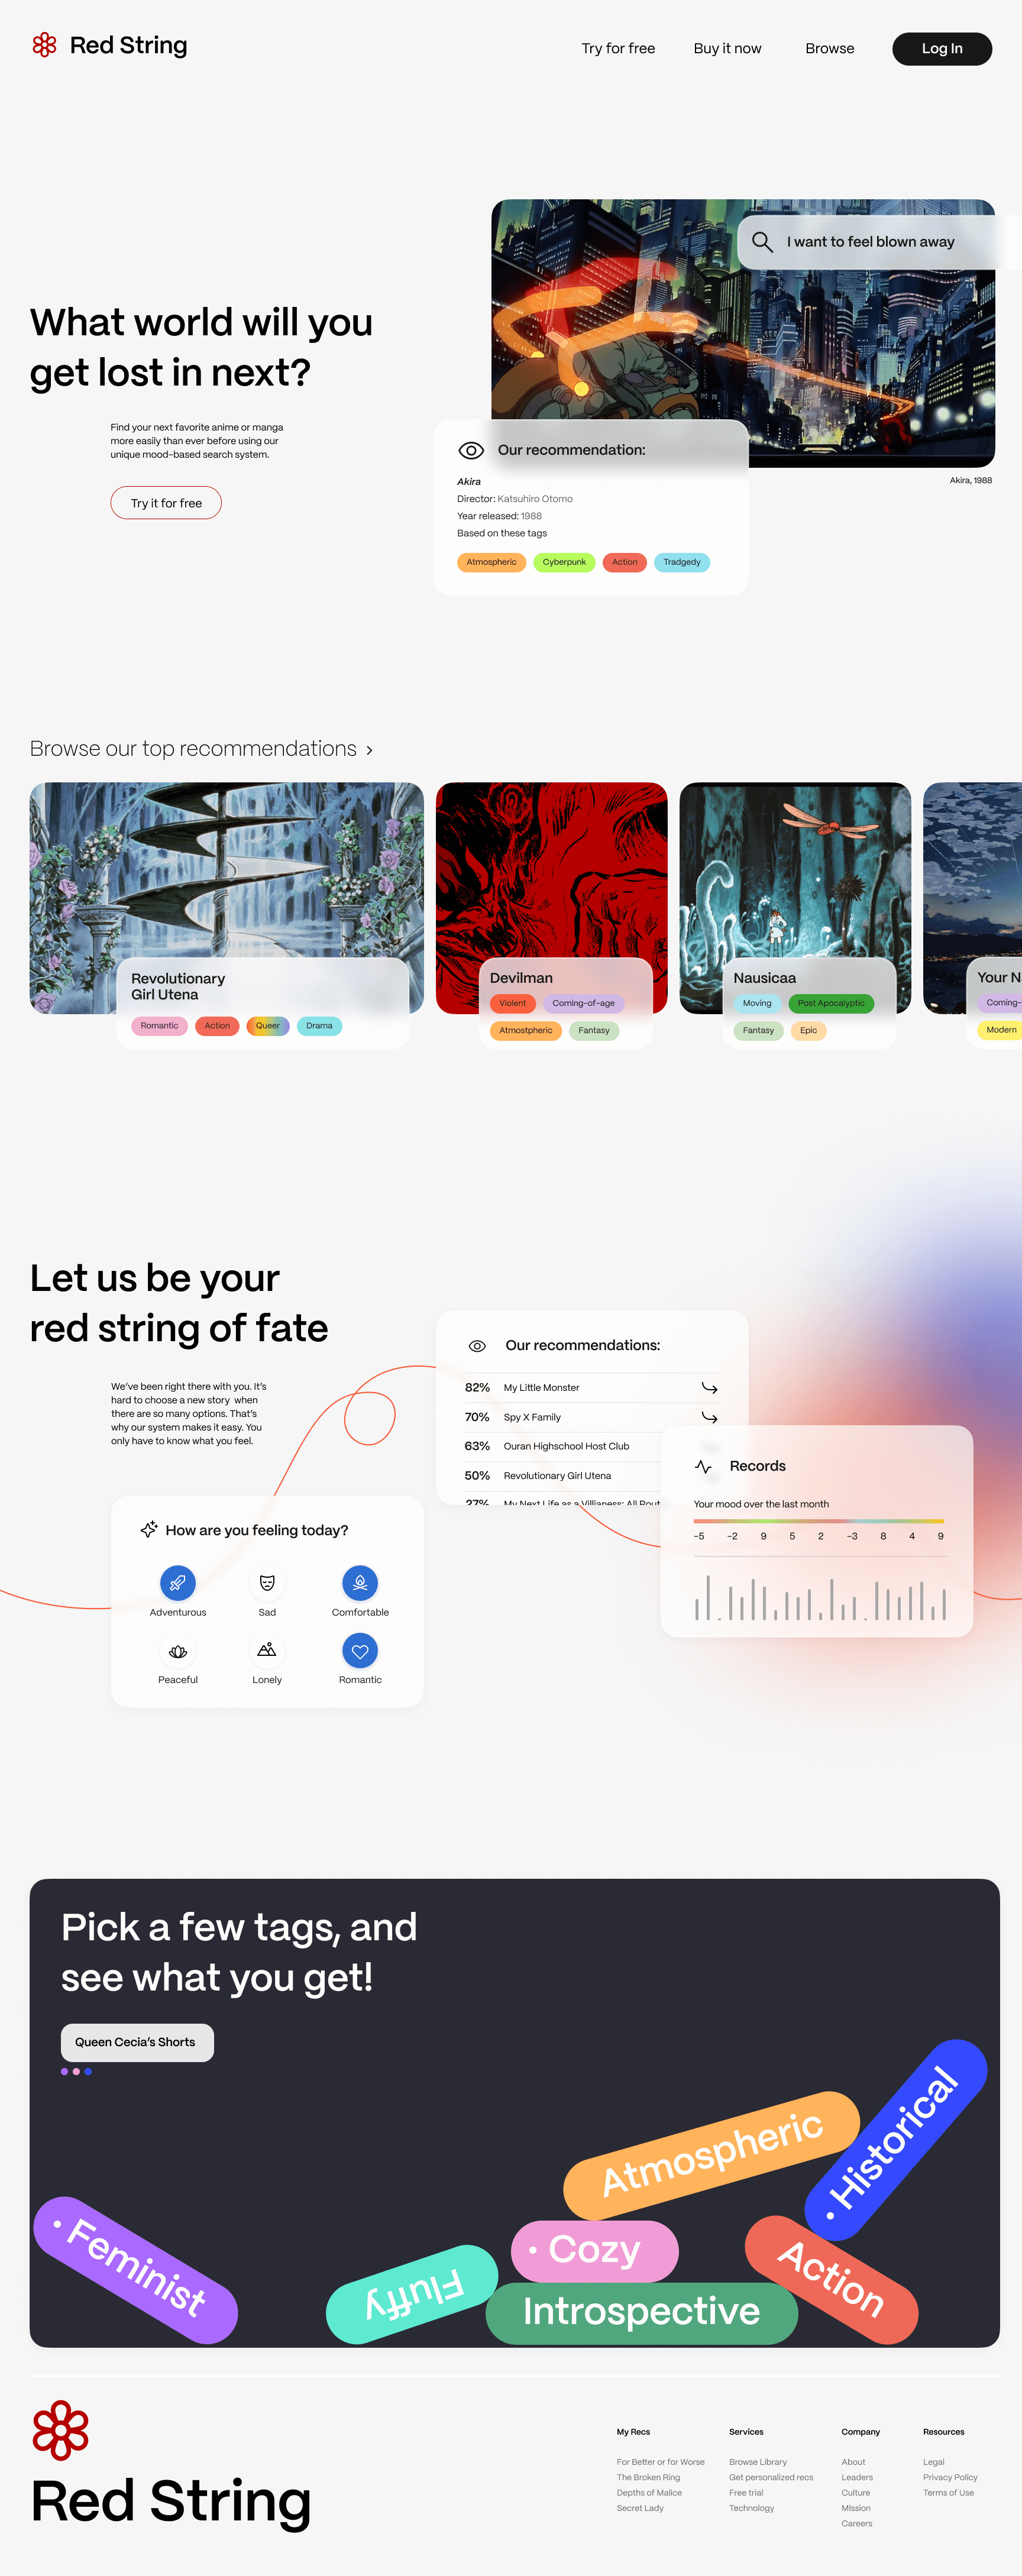 Red String
Try for free
Buy it now
Browse
Log In
I want to feel blown away
What world will you
get lost in next?
Find your next favorite anime or manga
more easily than ever before using our
unique mood-based search system.
Try it for free
Our recommendation:
Akira
Director: Katsuhiro Otomo
Year released: 1988
Based on these tags
Atmospheric
Cyberpunk
Action
Tradgedy
Akira, 1988
Browse our top recommendations
Revolutionary
Girl Utena
Romantic
Action
Queer
Drama
Devilman
Violent
Coming-of-age
Atmostpheric
Fantasy
Nausicaa
Moving
Post Apocalyptic
Fantasy
Epic
Your N
Coming-
Modern
Let us be your
red string of fate
We've been right there with you. It's
hard to choose a new story when
there are so many options. That's
why our system makes it easy. You
only have to know what you feel.
Our recommendations:
82% My Little Monster
70% Spy X Family
63% Ouran Highschool Host Club
50% Revolutionary Girl Utena
27% My Next Life as a Villianess: All Rout
Records
Your mood over the last month
-5 -2 9 5 2 -3 8 4 9
How are you feeling today?
Adventurous
Sad
Comfortable
Peaceful
Lonely
Romantic
Pick a few tags, and
see what you get!
Queen Cecia's Shorts
Historical
Atmospheric
Feminist
Fluffy
Cozy
Introspective
Action
Red String
My Recs
For Better or for Worse
The Broken Ring
Depths of Malice
Secret Lady
Services
Browse Library
Get personalized recs
Free trial
Technology
Company
About
Leaders
Culture
MIssion
Careers
Resources
Legal
Privacy Policy
Terms of Use